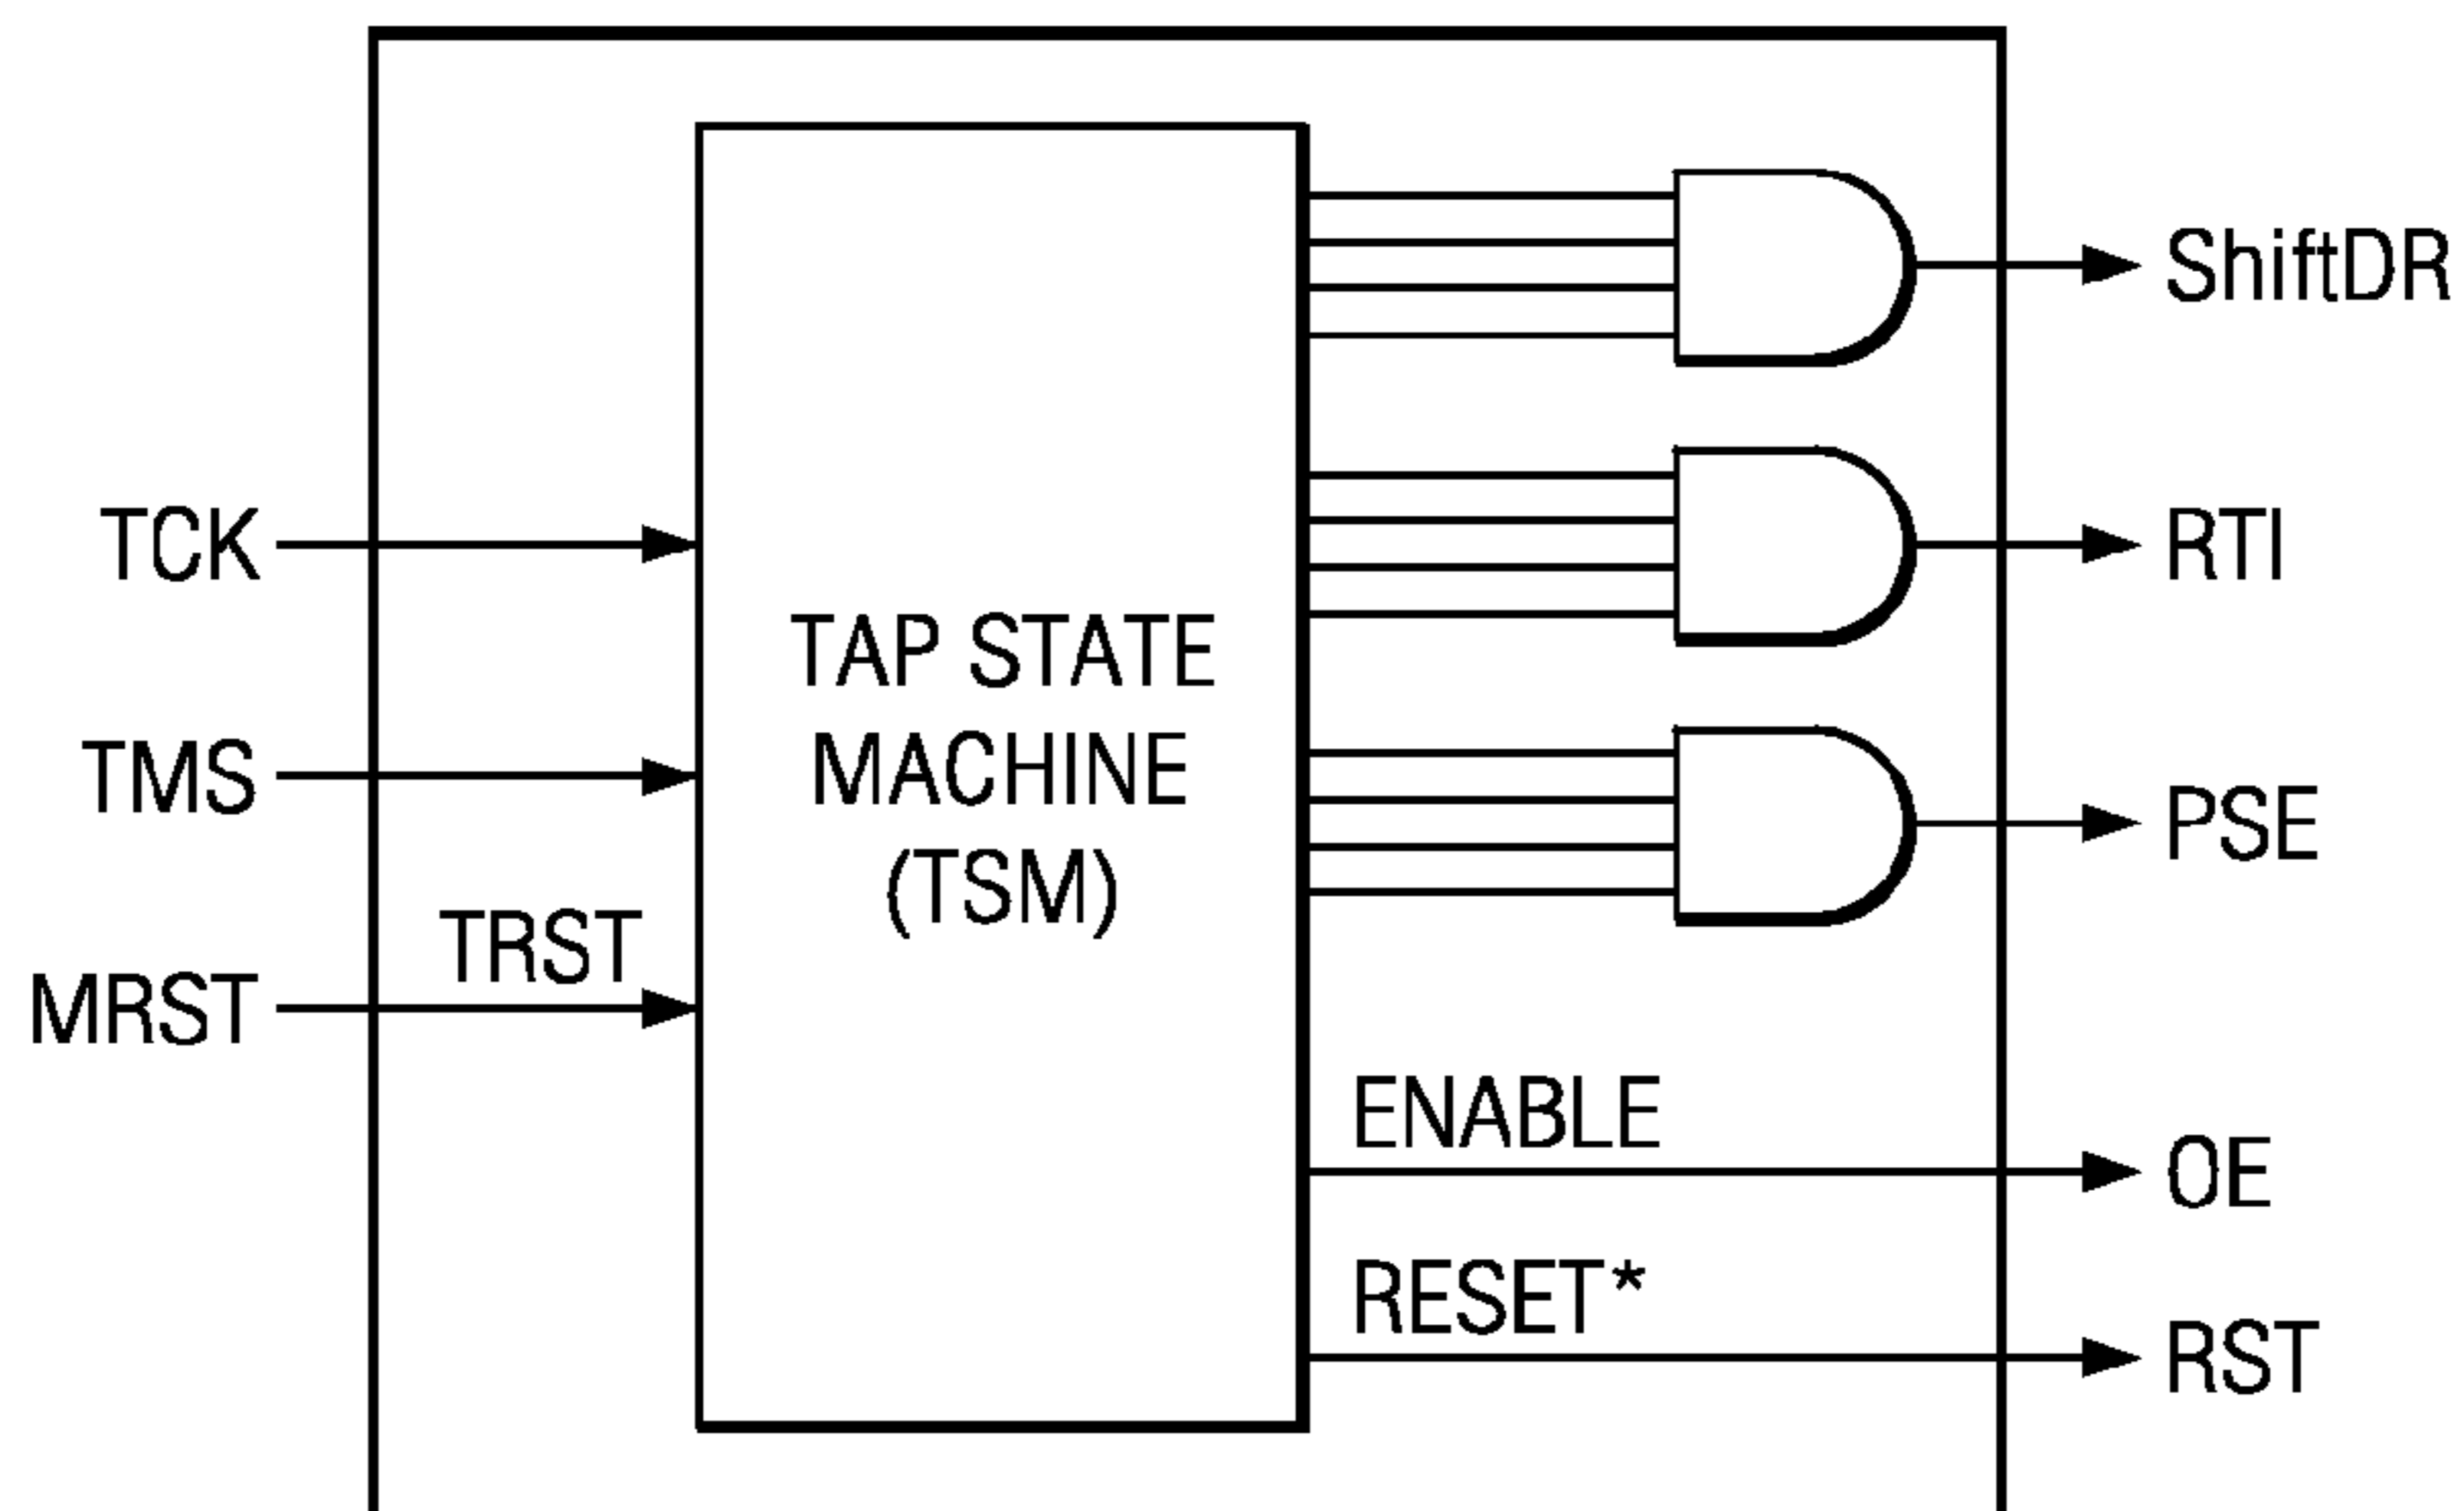 ShiftDR
TCK
RTI
TAP STATE
MACHINE
(TSM)
TMS
PSE
TRST
MRST
ENABLE
OE
RESET*
RST